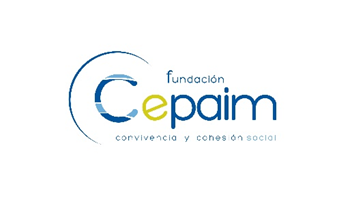 fundación
Cepaim
convivencia y cohesión social